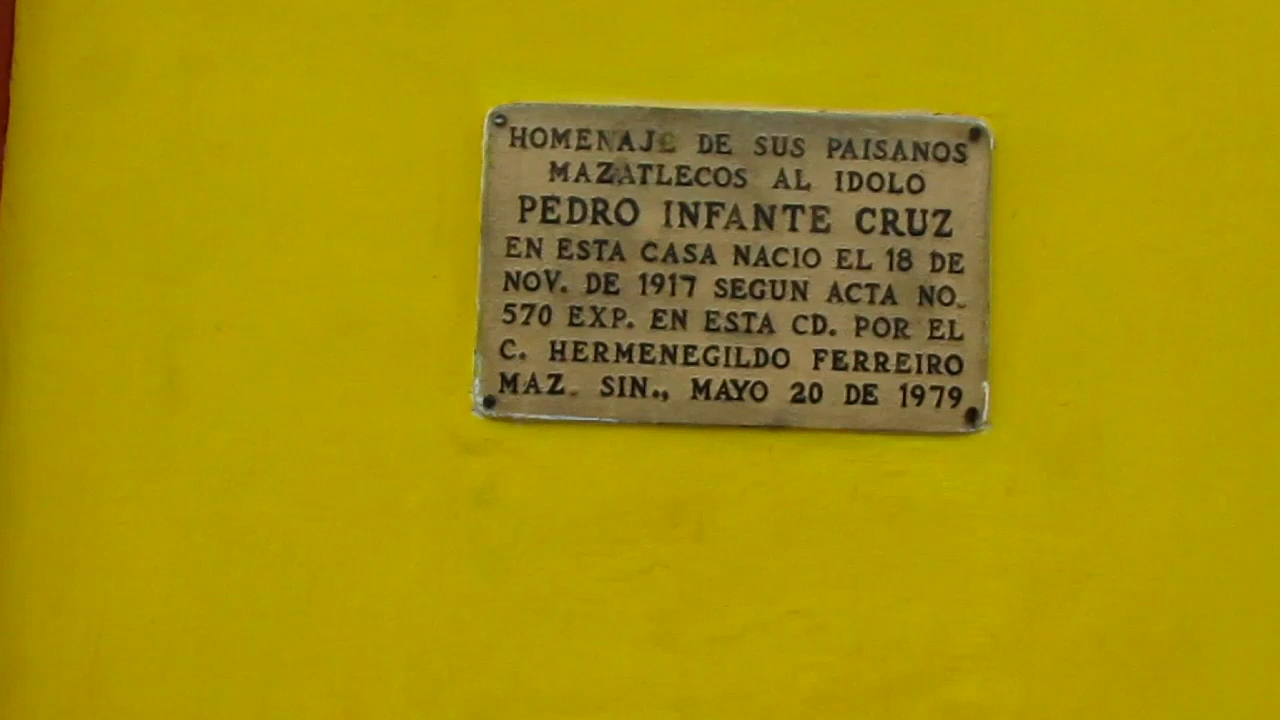 HOMENAJE DE SUS PAISANOS
MAZATLECOS AL IDOLO
PEDRO INFANTE CRUZ
EN ESTA CASA NACIO EL 18 DE
NOV. DE 1917 SEGUN ACTA NO.
570 EXP. EN ESTA CD. POR EL
C. HERMENEGILDO FERREIRO
MAZ. SIN., MAYO 20 DE 1979